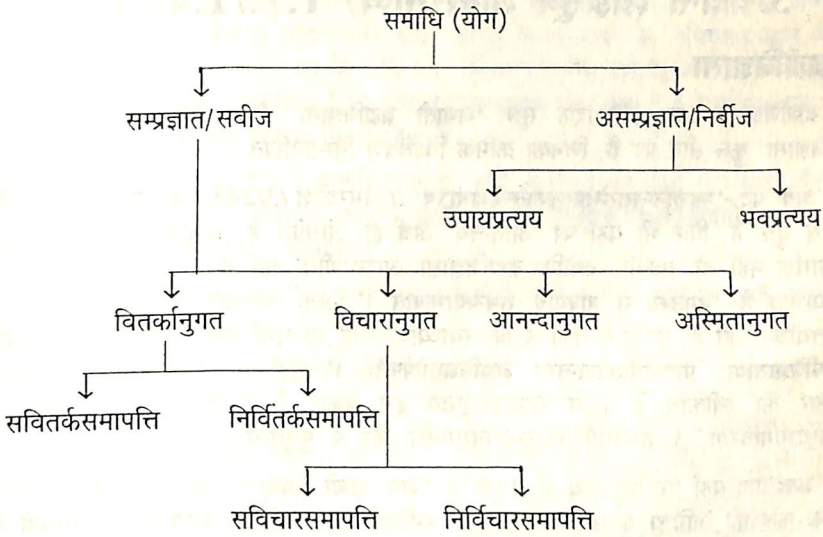 समाधि (योग)
सम्प्रज्ञात/ सवीज
असम्प्रज्ञात/निर्बीज
उपायप्रत्यय
भवप्रत्यय
वितर्कानुगत
विचारानुगत
आनन्दानुगत
अस्मितानुगत
सवितर्कसमापत्ति
निर्वितर्कसमापत्ति
सविचारसमापत्ति
निर्विचारसमापत्ति